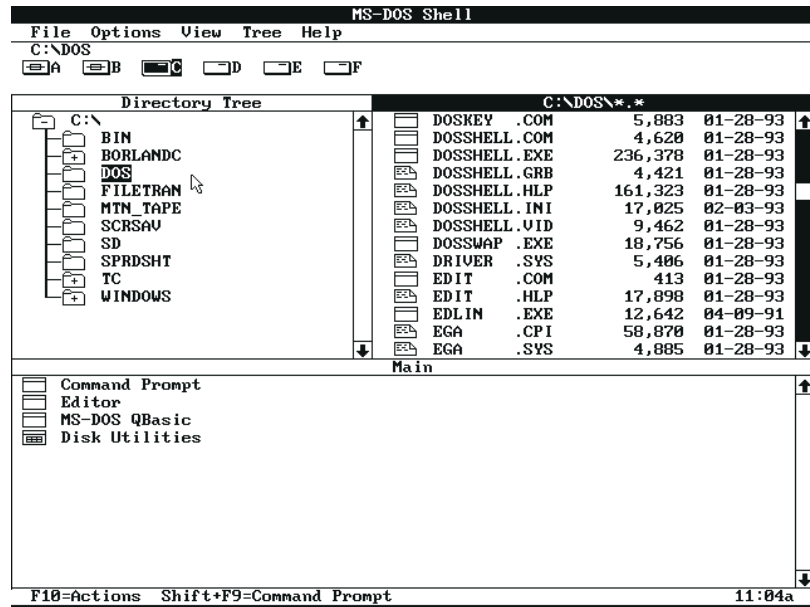 MS-DOS Shell
File Options View Tree Help
C:\DOS
A B C D E F
Directory Tree
C:\
BIN
BORLANDC
DOS
FILETRAN
MTN_TAPE
SCRSAV
SD
SPRDSHT
TC
WINDOWS
C:\DOS\*.*
DOSKEY .COM 5,883 01-28-93
DOSSHELL.COM 4,620 01-28-93
DOSSHELL.EXE 236,378 01-28-93
DOSSHELL.GRB 4,421 01-28-93
DOSSHELL.HLP 161,323 01-28-93
DOSSHELL.INI 17,025 02-03-93
DOSSHELL.VID 9,462 01-28-93
DOSSWAP .EXE 18,756 01-28-93
DRIVER .SYS 5,406 01-28-93
EDIT .COM 413 01-28-93
EDIT .HLP 17,898 01-28-93
EDLIN .EXE 12,642 04-09-91
EGA .CPI 58,870 01-28-93
EGA .SYS 4,885 01-28-93
Main
Command Prompt
Editor
MS-DOS QBasic
Disk Utilities
F10=Actions Shift+F9=Command Prompt 11:04a